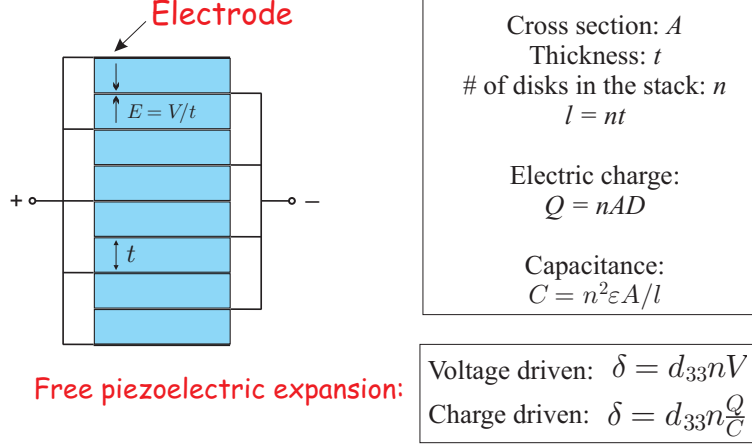 Electrode
E = V/t
+
−
t
Cross section: A
Thickness: t
# of disks in the stack: n
l = nt
Electric charge:
Q = nAD
Capacitance:
C = n²εA/l
Free piezoelectric expansion:
Voltage driven: δ = d₃₃nV
Charge driven: δ = d₃₃n Q/C